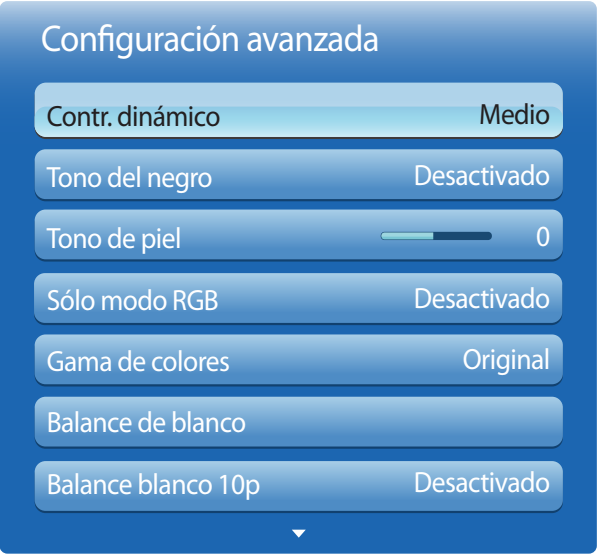 Configuración avanzada
Contr. dinámico Medio
Tono del negro Desactivado
Tono de piel 0
Sólo modo RGB Desactivado
Gama de colores Original
Balance de blanco
Balance blanco 10p Desactivado